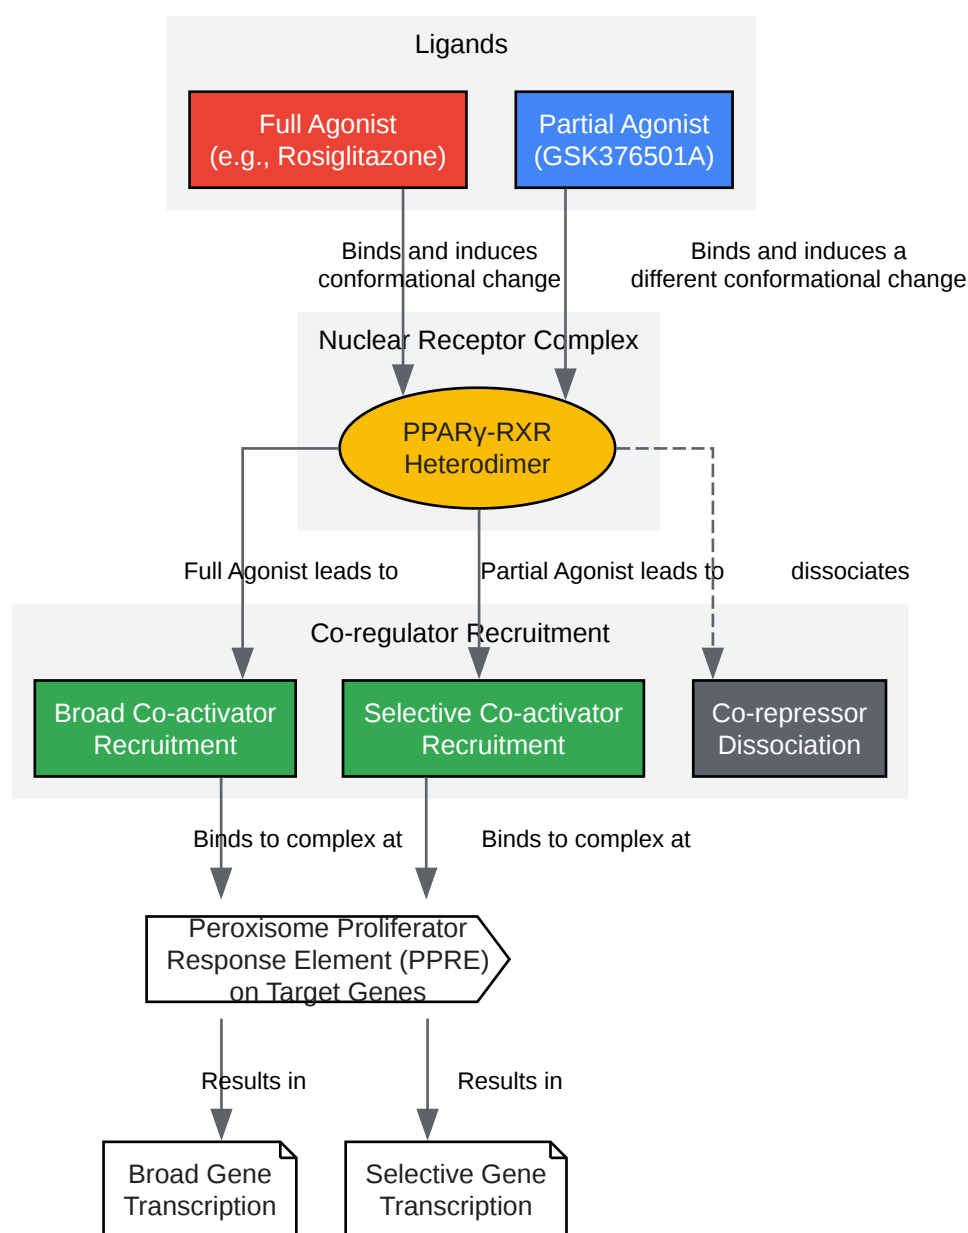 Ligands
Full Agonist
(e.g., Rosiglitazone)
Partial Agonist
(GSK376501A)
Binds and induces
conformational change
Binds and induces a
different conformational change
Nuclear Receptor Complex
PPARγ-RXR
Heterodimer
Full Agonist leads to
Partial Agonist leads to
dissociates
Co-regulator Recruitment
Broad Co-activator
Recruitment
Selective Co-activator
Recruitment
Co-repressor
Dissociation
Binds to complex at
Binds to complex at
Peroxisome Proliferator
Response Element (PPRE)
on Target Genes
Results in
Results in
Broad Gene
Transcription
Selective Gene
Transcription